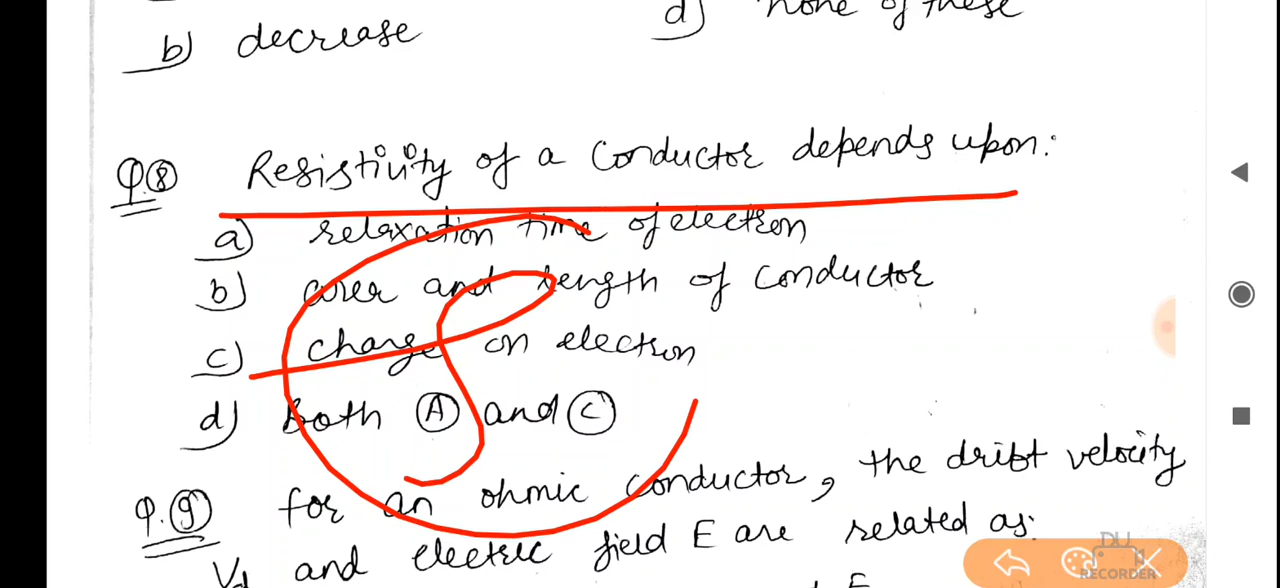 b) decrease
d) none of these
Q.⑧ Resistivity of a conductor depends upon:
a) relaxation time of electron
b) area and length of conductor
c) charge on electron
d) both Ⓐ and Ⓒ
Q.⑨ for an ohmic conductor, the drift velocity
Vd and electric field E are related as:
E
DU
RECORDER